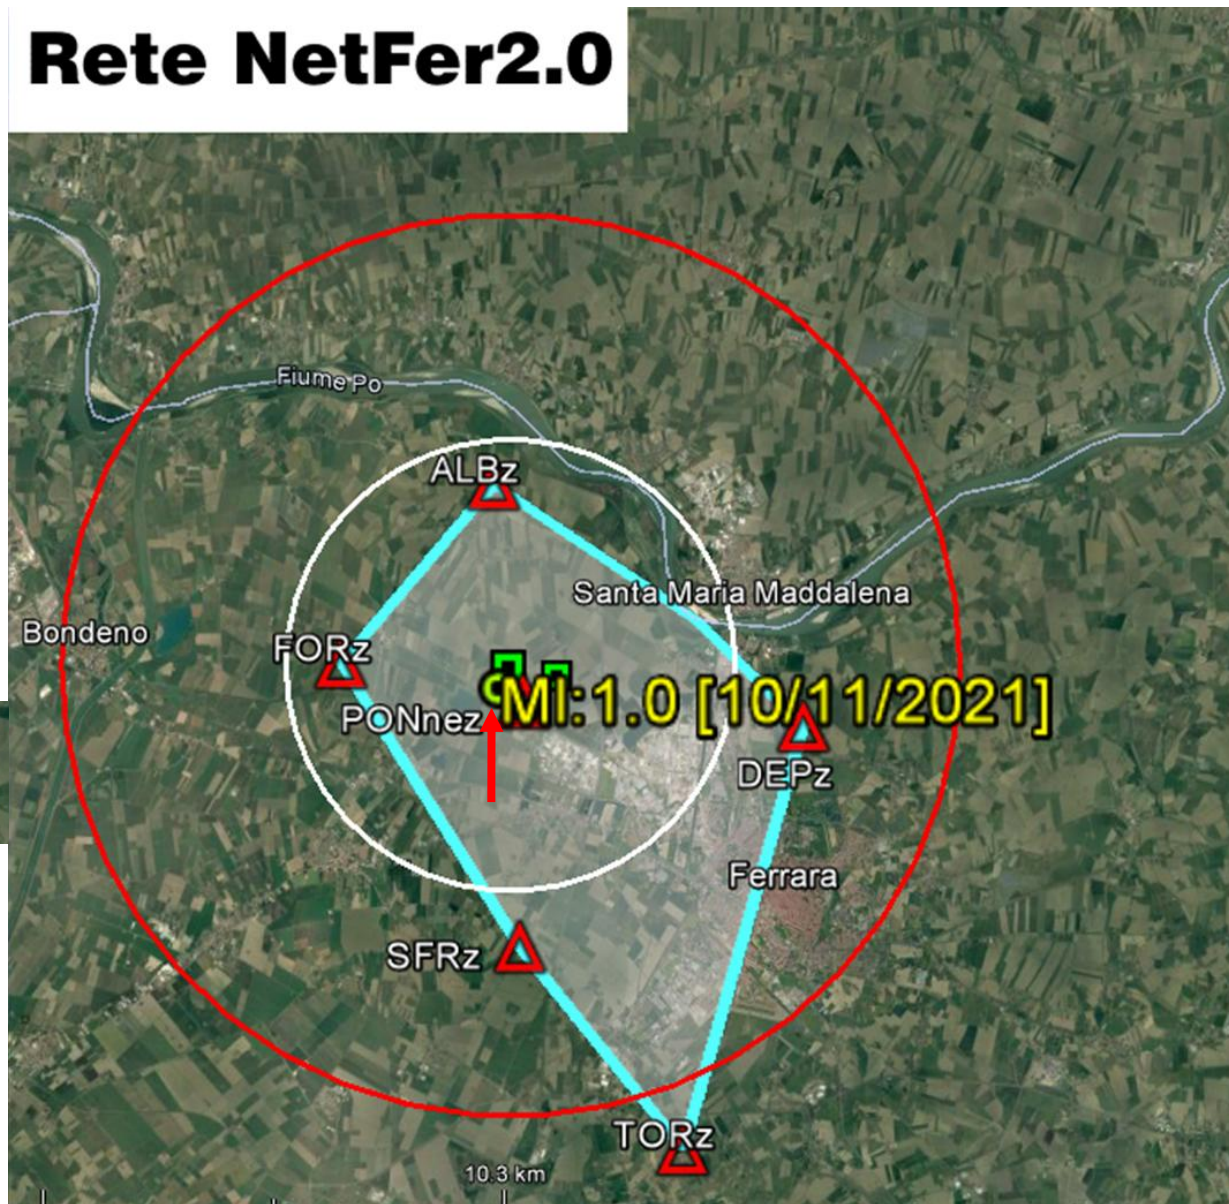 Rete NetFer2.0
Fiume Po
ALBz
Santa Maria Maddalena
Bondeno
FORz
MI:1.0 [10/11/2021]
PONnez
DEPz
Ferrara
SFRz
TORz
10.3 km